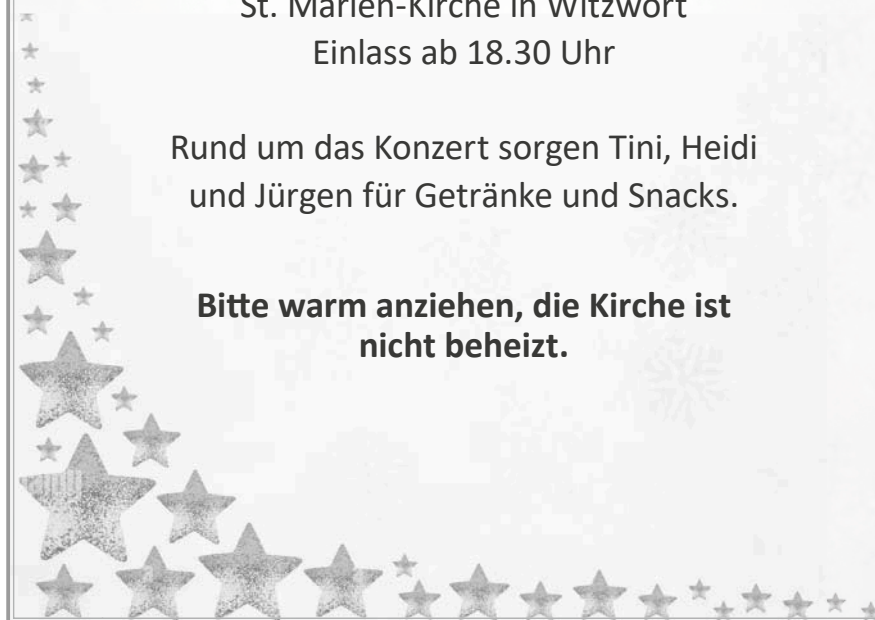 St. Marien-Kirche in Witzwort
Einlass ab 18.30 Uhr
Rund um das Konzert sorgen Tini, Heidi
und Jürgen für Getränke und Snacks.
Bitte warm anziehen, die Kirche ist
nicht beheizt.